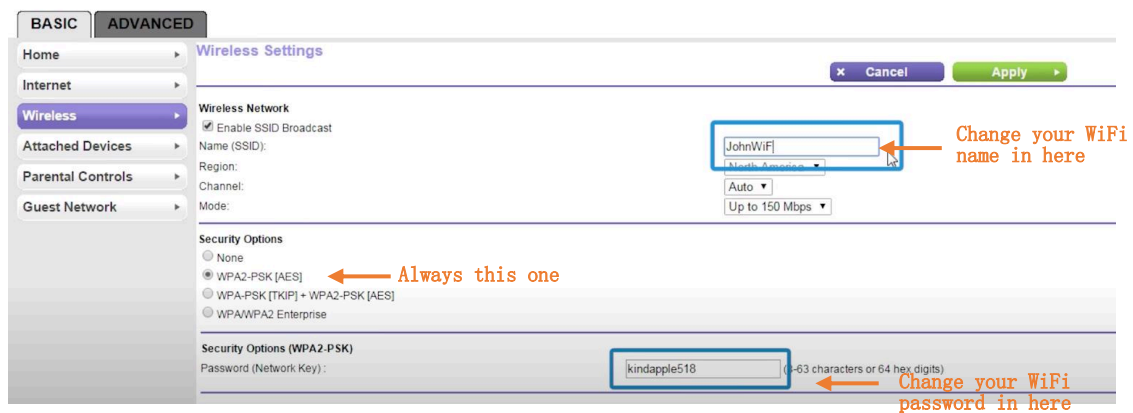 BASIC ADVANCED
Home
Internet
Wireless
Attached Devices
Parental Controls
Guest Network
Wireless Settings
× Cancel Apply
Wireless Network
Enable SSID Broadcast
Name (SSID): JohnWiF
Region: North America
Channel: Auto
Mode: Up to 150 Mbps
Change your WiFi
name in here
Security Options
None
WPA2-PSK [AES] Always this one
WPA-PSK [TKIP] + WPA2-PSK [AES]
WPA/WPA2 Enterprise
Security Options (WPA2-PSK)
Password (Network Key) : kindapple518 -63 characters or 64 hex digits)
Change your WiFi
password in here